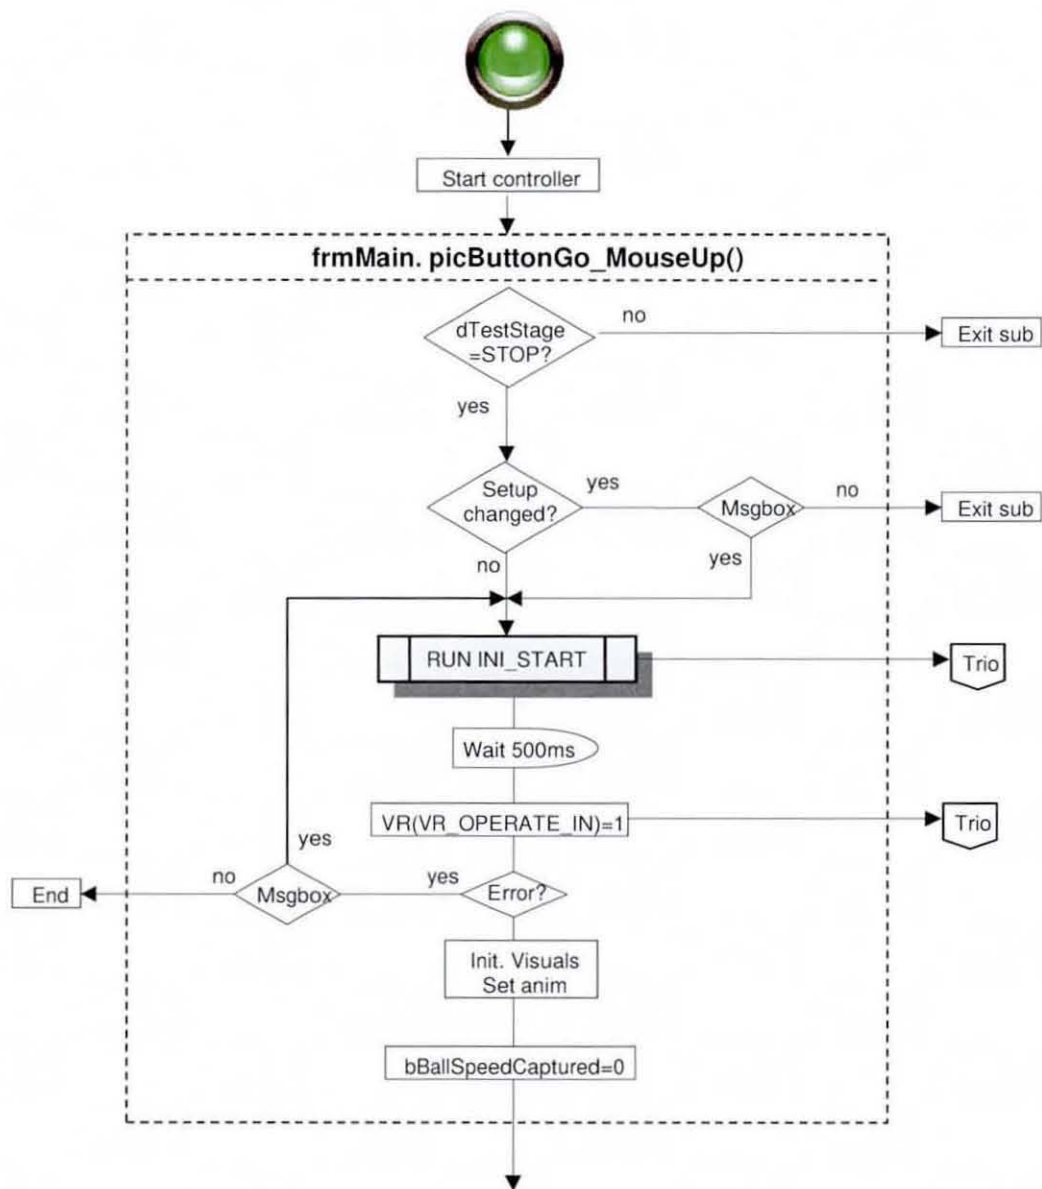 Start controller
frmMain. picButtonGo_MouseUp()
dTestStage
=STOP?
no
Exit sub
yes
Setup
changed?
yes
Msgbox
no
Exit sub
no
yes
RUN INI_START
Trio
Wait 500ms
VR(VR_OPERATE_IN)=1
Trio
yes
End
no
Msgbox
yes
Error?
Init. Visuals
Set anim
bBallSpeedCaptured=0